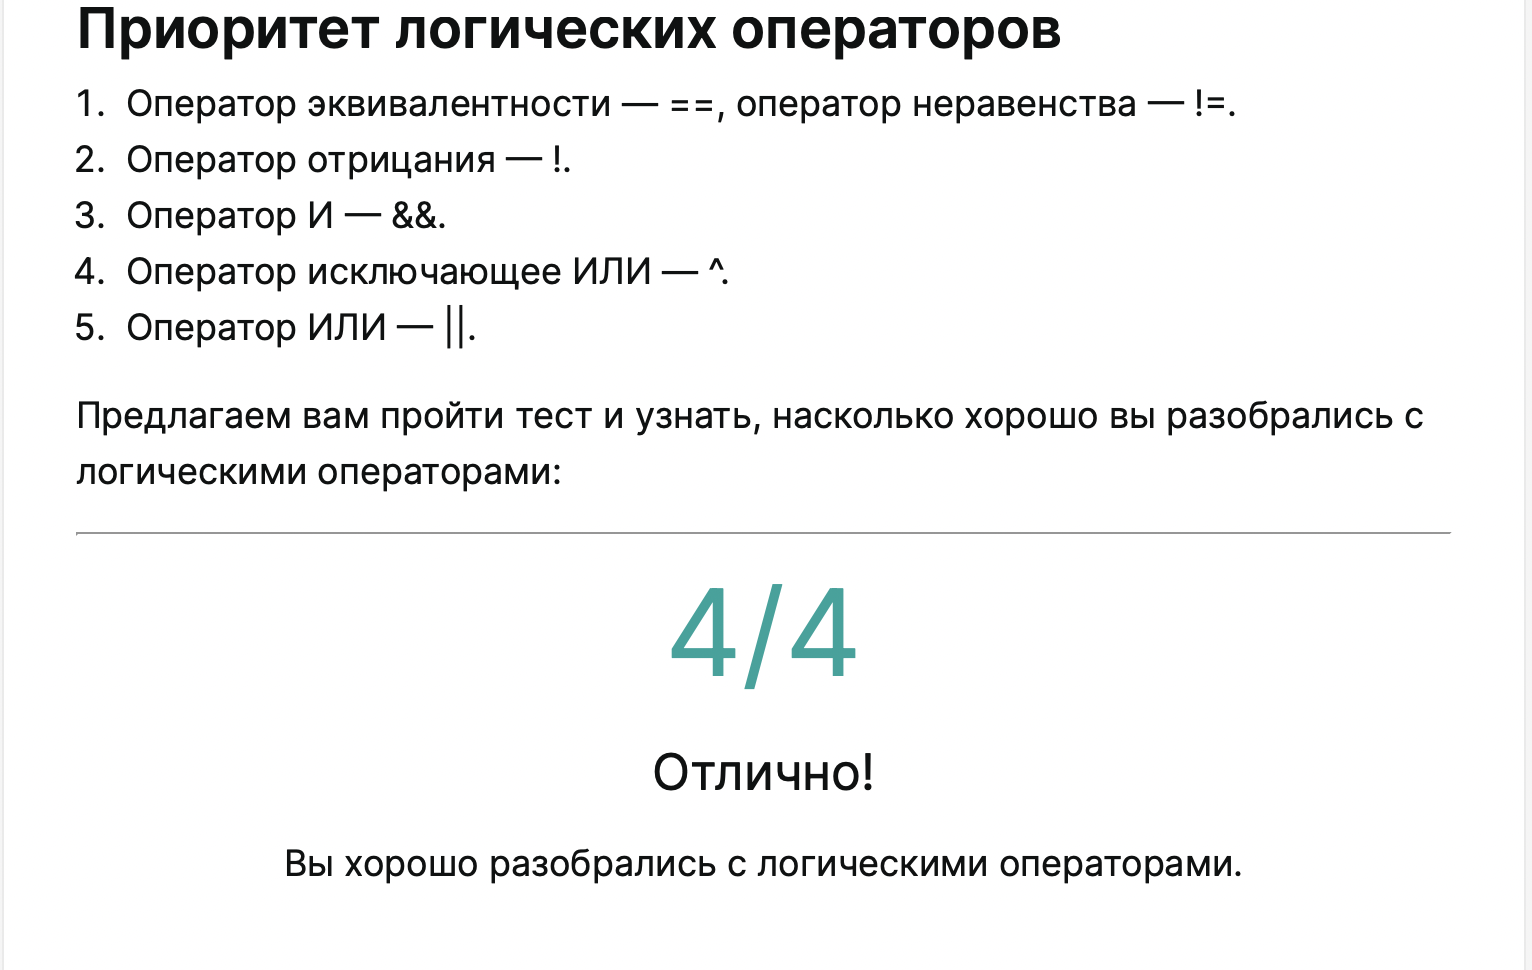 Приоритет логических операторов
1. Оператор эквивалентности — ==, оператор неравенства — !=.
2. Оператор отрицания — !.
3. Оператор И — &&.
4. Оператор исключающее ИЛИ — ^.
5. Оператор ИЛИ — ||.
Предлагаем вам пройти тест и узнать, насколько хорошо вы разобрались с
логическими операторами:
4/4
Отлично!
Вы хорошо разобрались с логическими операторами.